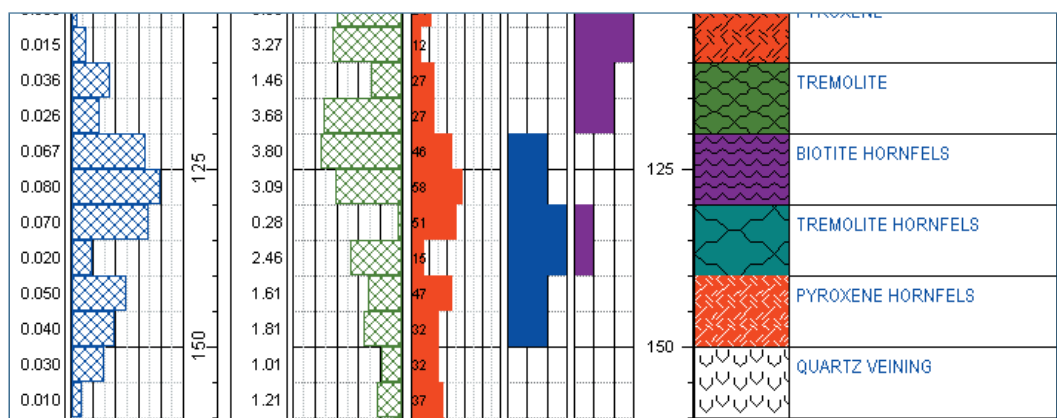 PYROXENE
0.015 3.27 12
0.036 1.46 27 TREMOLITE
0.026 3.68 27
0.067 3.80 46 BIOTITE HORNFELS
125 125
0.080 3.09 58
0.070 0.28 51 TREMOLITE HORNFELS
0.020 2.46 15
0.050 1.61 47 PYROXENE HORNFELS
0.040 1.81 32
150 150
0.030 1.01 32 QUARTZ VEINING
0.010 1.21 37